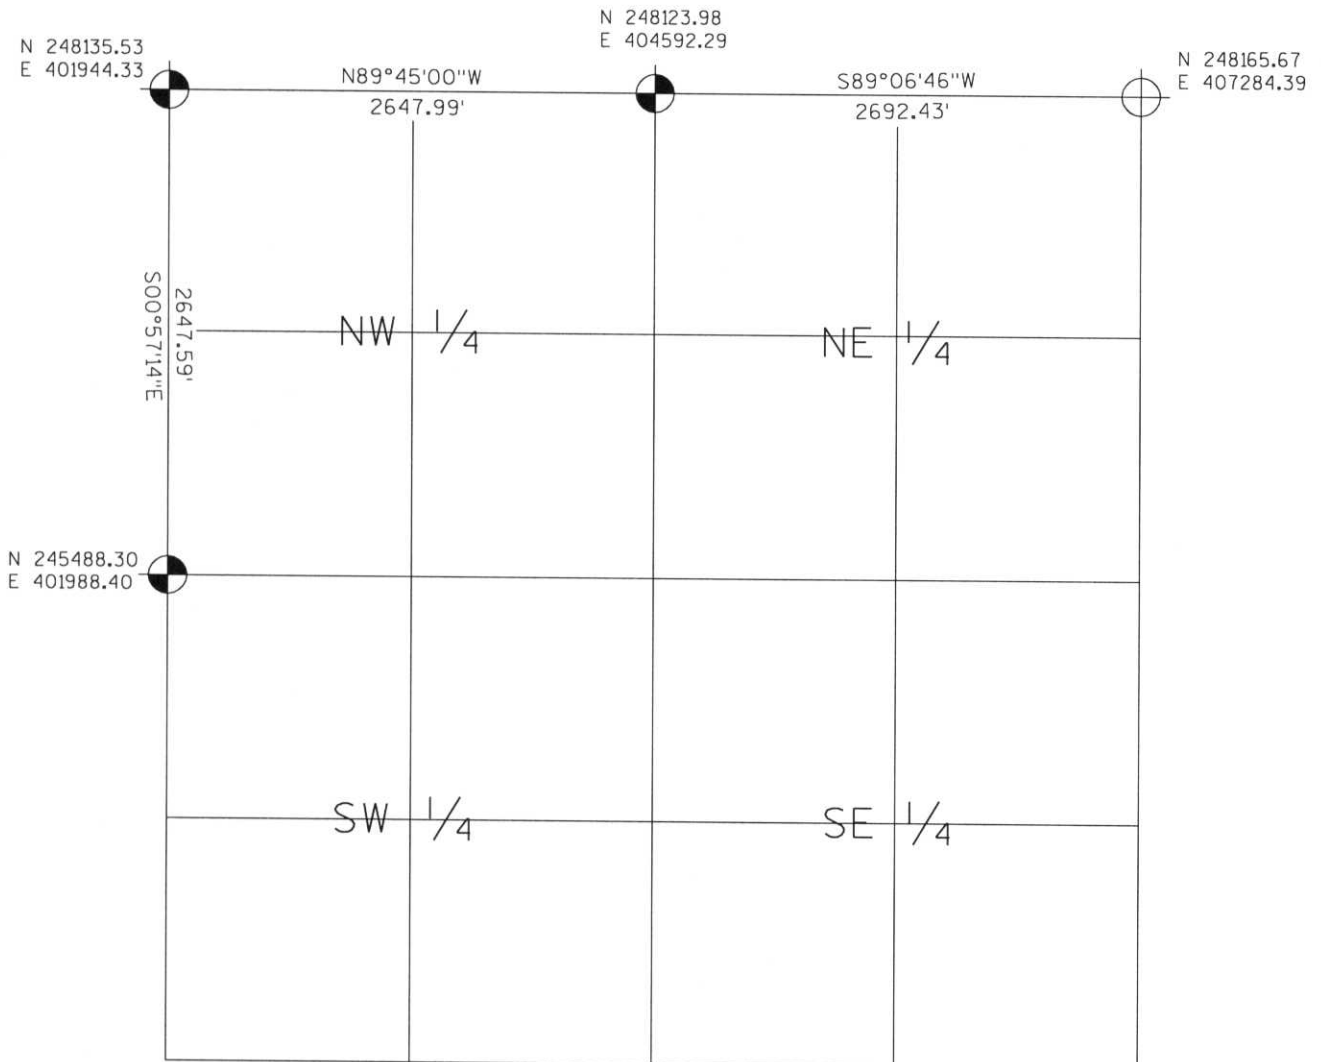 N 248123.98
E 404592.29
N 248135.53
E 401944.33
N 248165.67
E 407284.39
N89°45'00"W
2647.99'
S89°06'46"W
2692.43'
2647.59'
S00°57'14"E
NW 1/4
NE 1/4
N 245488.30
E 401988.40
SW 1/4
SE 1/4